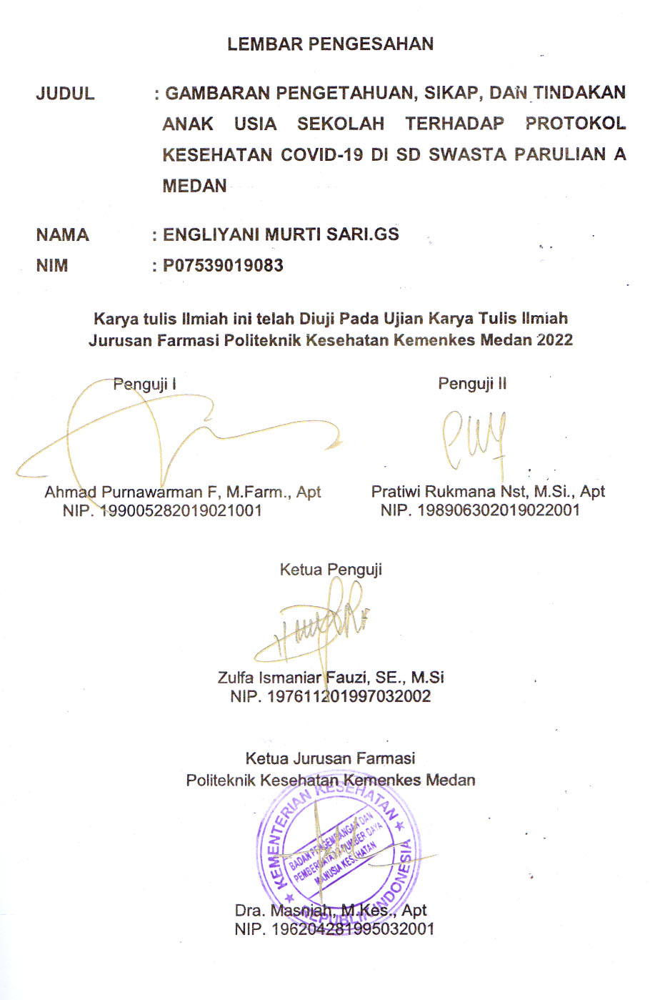 LEMBAR PENGESAHAN
JUDUL : GAMBARAN PENGETAHUAN, SIKAP, DAN TINDAKAN
ANAK USIA SEKOLAH TERHADAP PROTOKOL
KESEHATAN COVID-19 DI SD SWASTA PARULIAN A
MEDAN
NAMA : ENGLIYANI MURTI SARI.GS
NIM : P07539019083
Karya tulis Ilmiah ini telah Diuji Pada Ujian Karya Tulis Ilmiah
Jurusan Farmasi Politeknik Kesehatan Kemenkes Medan 2022
Penguji I
Penguji II
Ahmad Purnawarman F, M.Farm., Apt
NIP. 199005282019021001
Pratiwi Rukmana Nst, M.Si., Apt
NIP. 198906302019022001
Ketua Penguji
Zulfa Ismaniar Fauzi, SE., M.Si
NIP. 197611201997032002
Ketua Jurusan Farmasi
Politeknik Kesehatan Kemenkes Medan
KEMENTERIAN KESEHATAN
BADAN PENGEMBANGAN DAN
PEMBERDAYAAN SUMBER DAYA
MANUSIA KESEHATAN
REPUBLIK INDONESIA
Dra. Masniah, M.Kes., Apt
NIP. 196204281995032001